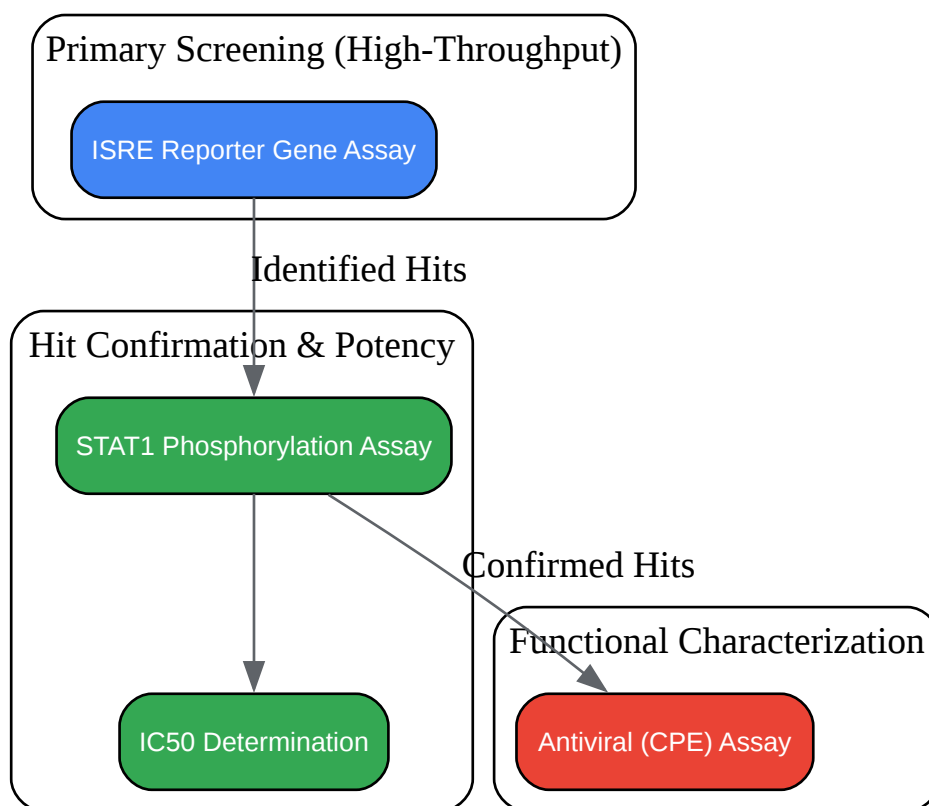 Primary Screening (High-Throughput)
ISRE Reporter Gene Assay
Identified Hits
Hit Confirmation & Potency
STAT1 Phosphorylation Assay
Confirmed Hits
Functional Characterization
IC50 Determination
Antiviral (CPE) Assay